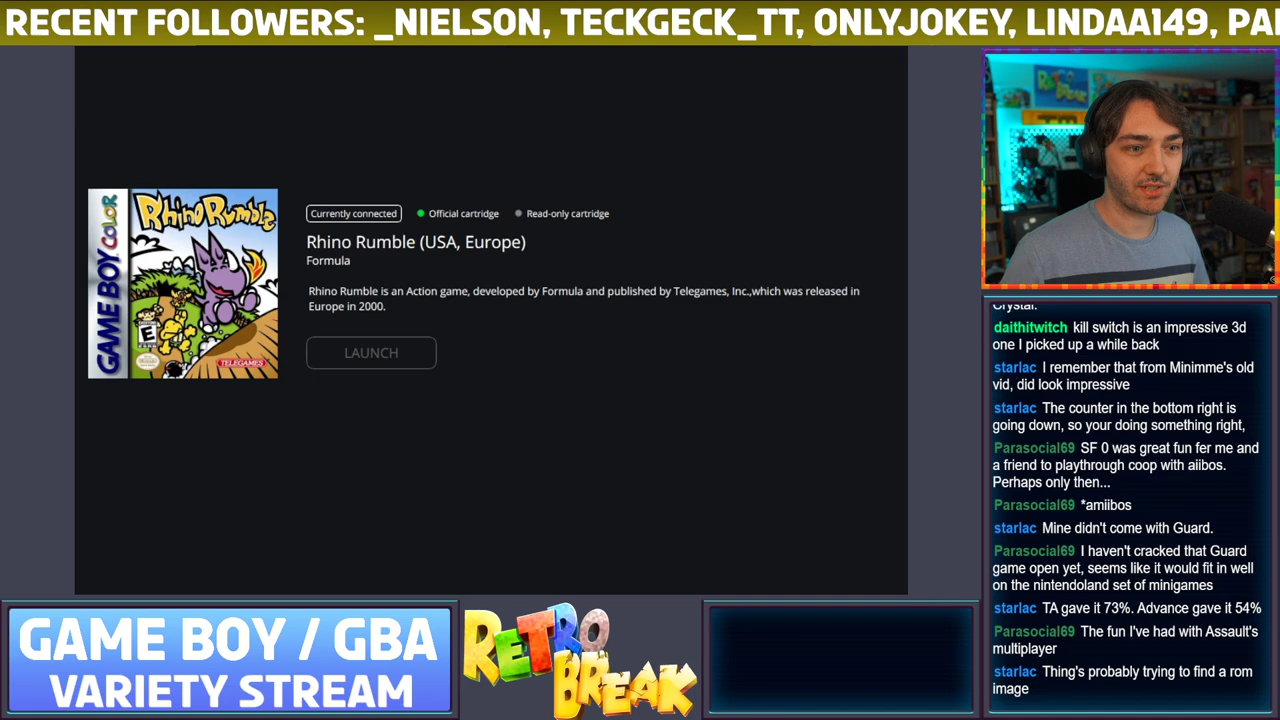 RECENT FOLLOWERS: _NIELSON, TECKGECK_TT, ONLYJOKEY, LINDAA149, PA
GAME BOY COLOR
Rhino Rumble
E
TELEGAMES
Currently connected
Official cartridge
Read-only cartridge
Rhino Rumble (USA, Europe)
Formula
Rhino Rumble is an Action game, developed by Formula and published by Telegames, Inc.,which was released in
Europe in 2000.
LAUNCH
Crystal.
daithitwitch kill switch is an impressive 3d
one I picked up a while back
starlac I remember that from Minimme's old
vid, did look impressive
starlac The counter in the bottom right is
going down, so your doing something right,
Parasocial69 SF 0 was great fun fer me and
a friend to playthrough coop with aiibos.
Perhaps only then...
Parasocial69 *amiibos
starlac Mine didn't come with Guard.
Parasocial69 I haven't cracked that Guard
game open yet, seems like it would fit in well
on the nintendoland set of minigames
starlac TA gave it 73%. Advance gave it 54%
Parasocial69 The fun I've had with Assault's
multiplayer
starlac Thing's probably trying to find a rom
image
GAME BOY / GBA
VARIETY STREAM
RETRO
BREAK